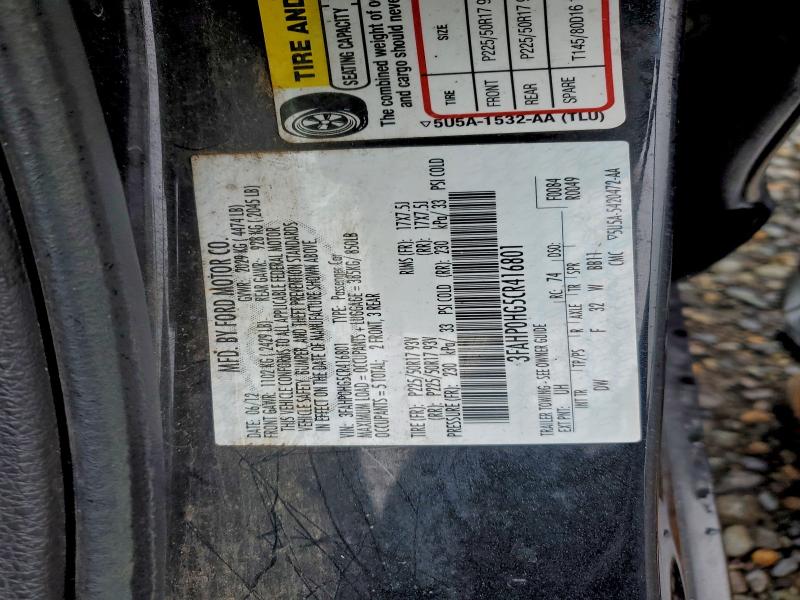 TIRE AND
SEATING CAPACITY
The combined weight of
and cargo should never
TIRE SIZE
FRONT P225/50R17
REAR P225/50R17
SPARE T145/80D16
▽5U5A-1532-AA (TLU)
MFD. BY FORD MOTOR CO.
DATE: 06/12 GVWR: 2029 KG (4474 LB)
FRONT GAWR: 1102KG (2429 LB) REAR GAWR: 928 KG (2045 LB)
THIS VEHICLE CONFORMS TO ALL APPLICABLE FEDERAL MOTOR
VEHICLE SAFETY, BUMPER, AND THEFT PREVENTION STANDARDS
IN EFFECT ON THE DATE OF MANUFACTURE SHOWN ABOVE.
VIN: 3FAHP0HG5CR416801 TYPE: Passenger Car
MAXIMUM LOAD = OCCUPANTS + LUGGAGE = 385KG/850LB
OCCUPANTS = 5 TOTAL; 2 FRONT, 3 REAR
TIRE (FR): P225/50R17 93V RIMS (FR): 17X7.5J
(RR): P225/50R17 93V (RR): 17X7.5J
PRESSURE (FR): 230 kPa/ 33 PSI COLD (RR): 230 kPa/ 33 PSI COLD
3FAHP0HG5CR416801
TRAILER TOWING - SEE OWNER GUIDE F0084
EXT PNT: UH RC: 74 DSO: R0049
INT TR TP/PS R AXLE TR SPR
DW F 32 W BB11
CNC ▽5U5A-5420472-AA